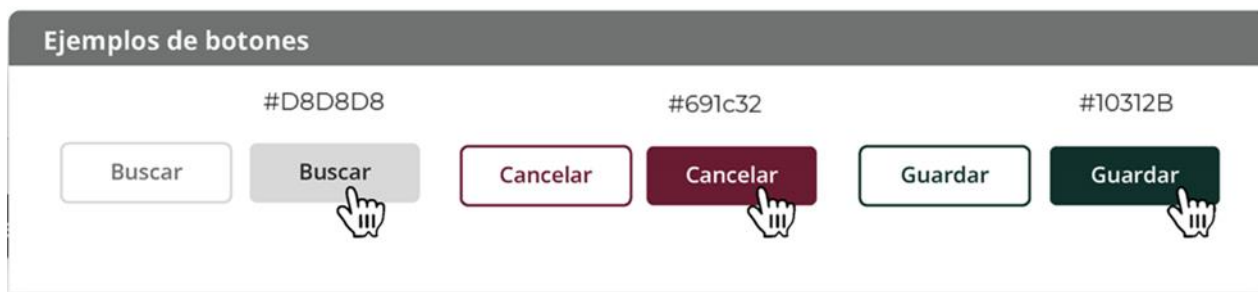 Ejemplos de botones
#D8D8D8 #691c32 #10312B
Buscar Buscar Cancelar Cancelar Guardar Guardar